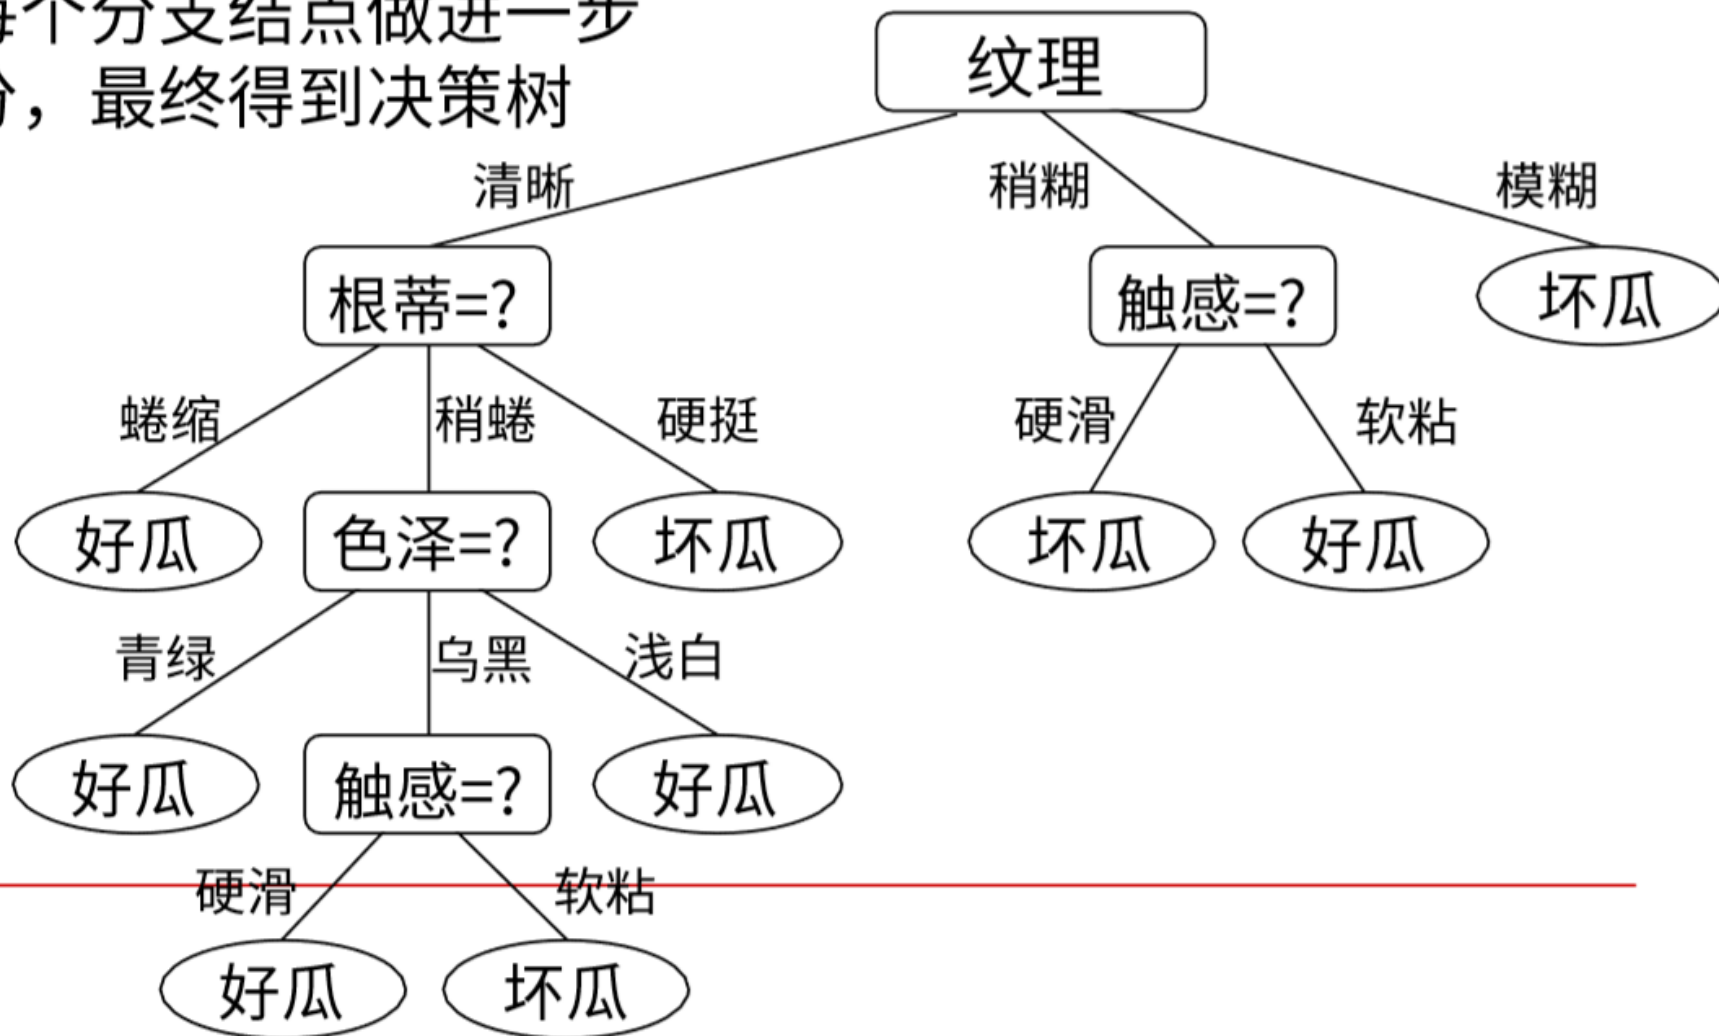 每个分支结点做进一步
分，最终得到决策树
纹理
清晰
稍糊
模糊
根蒂=?
触感=?
坏瓜
蜷缩
稍蜷
硬挺
硬滑
软粘
好瓜
色泽=?
坏瓜
坏瓜
好瓜
青绿
乌黑
浅白
好瓜
触感=?
好瓜
硬滑
软粘
好瓜
坏瓜